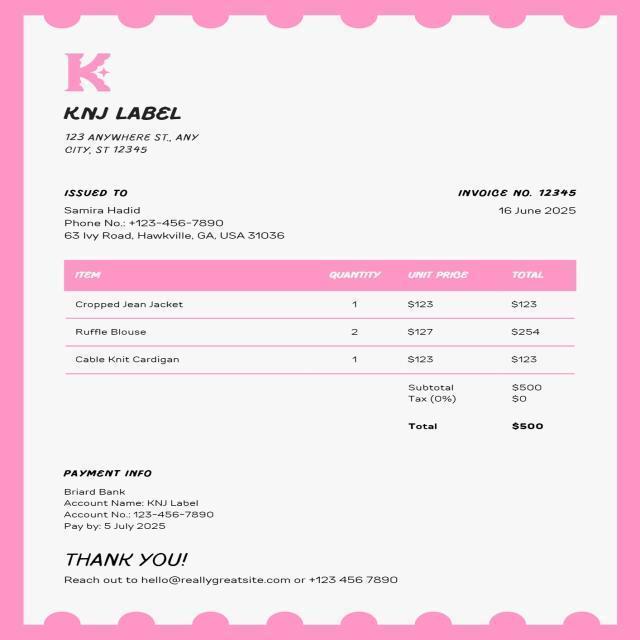 K
KNJ LABEL
123 ANYWHERE ST., ANY
CITY, ST 12345
ISSUED TO
INVOICE NO. 12345
Samira Hadid
16 June 2025
Phone No.: +123-456-7890
63 Ivy Road, Hawkville, GA, USA 31036
ITEM QUANTITY UNIT PRICE TOTAL
Cropped Jean Jacket 1 $123 $123
Ruffle Blouse 2 $127 $254
Cable Knit Cardigan 1 $123 $123
Subtotal $500
Tax (0%) $0
Total $500
PAYMENT INFO
Briard Bank
Account Name: KNJ Label
Account No.: 123-456-7890
Pay by: 5 July 2025
THANK YOU!
Reach out to hello@reallygreatsite.com or +123 456 7890